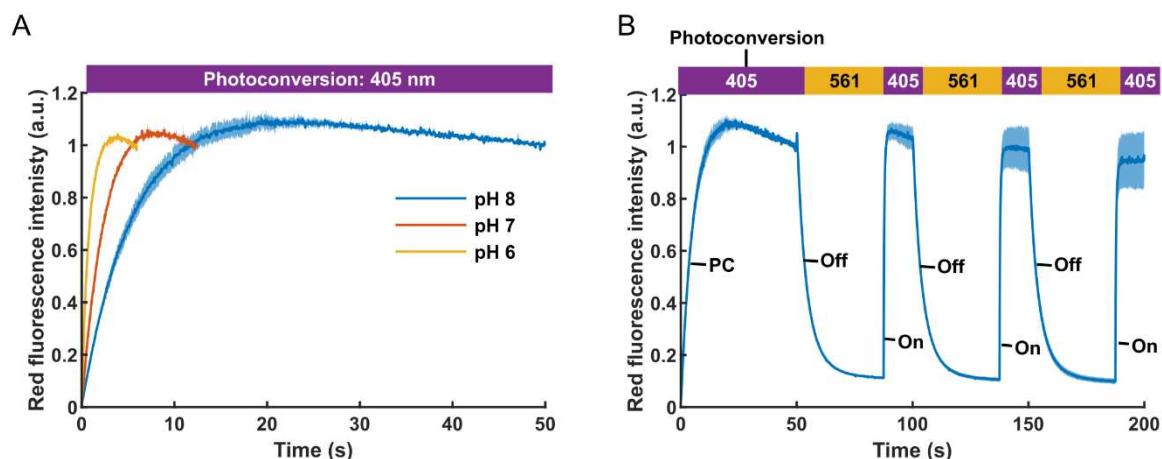 A
Photoconversion: 405 nm
Red fluorescence intenisty (a.u.)
1.2
1
0.8
0.6
0.4
0.2
0
pH 8
pH 7
pH 6
0 10 20 30 40 50
Time (s)
B
Photoconversion
405 561 405 561 405 561 405
Red fluorescence intenisty (a.u.)
1.2
1
0.8
0.6
0.4
0.2
0
PC Off Off Off
On On On
0 50 100 150 200
Time (s)